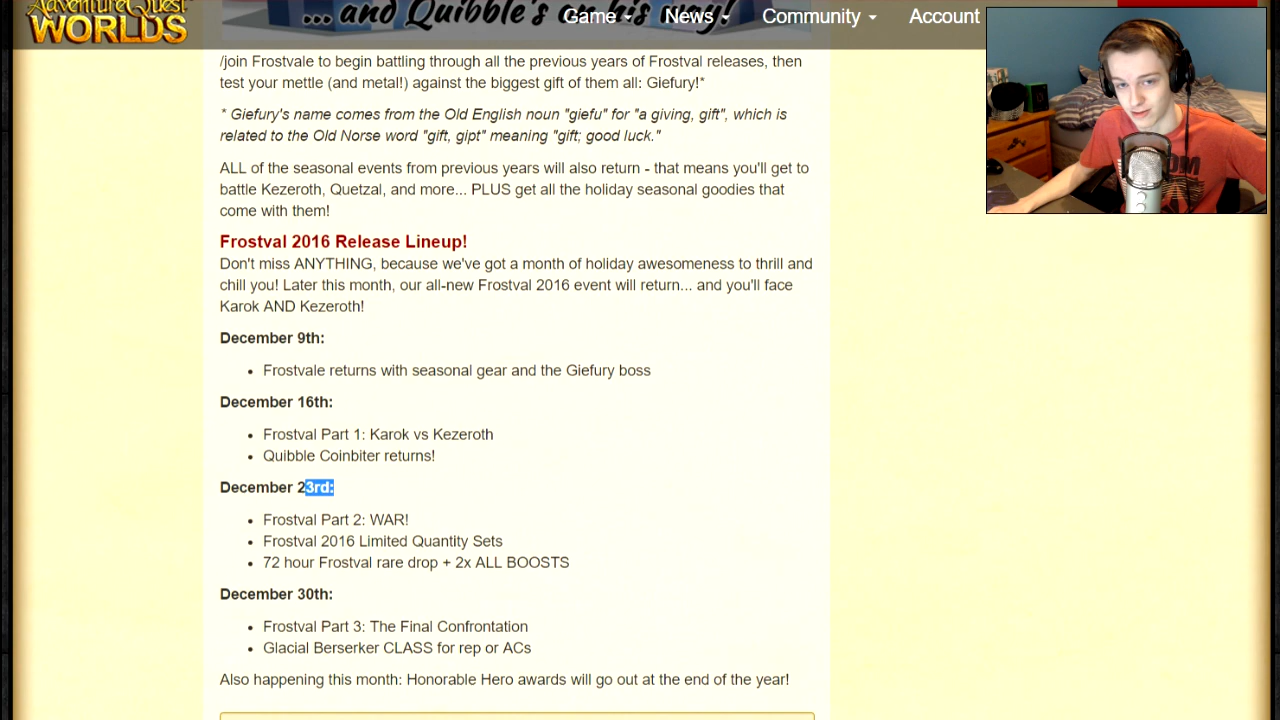 AdventureQuest
WORLDS
... and Quibble's on his way!
Game News Community Account
/join Frostvale to begin battling through all the previous years of Frostval releases, then
test your mettle (and metal!) against the biggest gift of them all: Giefury!*
* Giefury's name comes from the Old English noun "giefu" for "a giving, gift", which is
related to the Old Norse word "gift, gipt" meaning "gift; good luck."
ALL of the seasonal events from previous years will also return - that means you'll get to
battle Kezeroth, Quetzal, and more... PLUS get all the holiday seasonal goodies that
come with them!
Frostval 2016 Release Lineup!
Don't miss ANYTHING, because we've got a month of holiday awesomeness to thrill and
chill you! Later this month, our all-new Frostval 2016 event will return... and you'll face
Karok AND Kezeroth!
December 9th:
• Frostvale returns with seasonal gear and the Giefury boss
December 16th:
• Frostval Part 1: Karok vs Kezeroth
• Quibble Coinbiter returns!
December 23rd:
• Frostval Part 2: WAR!
• Frostval 2016 Limited Quantity Sets
• 72 hour Frostval rare drop + 2x ALL BOOSTS
December 30th:
• Frostval Part 3: The Final Confrontation
• Glacial Berserker CLASS for rep or ACs
Also happening this month: Honorable Hero awards will go out at the end of the year!